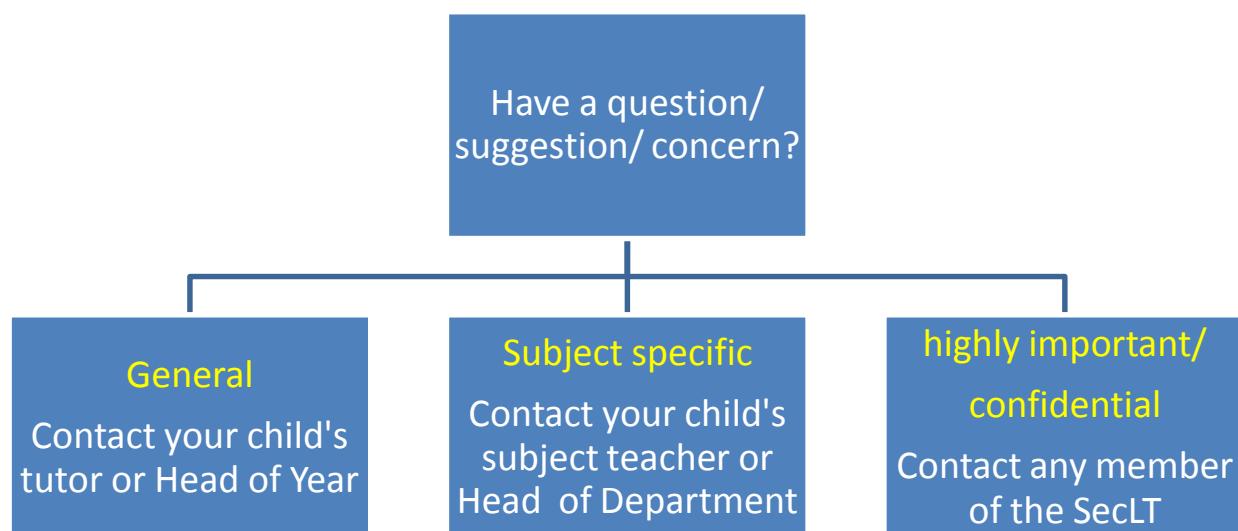 Have a question/
suggestion/ concern?
General
Contact your child's
tutor or Head of Year
Subject specific
Contact your child's
subject teacher or
Head of Department
highly important/
confidential
Contact any member
of the SecLT